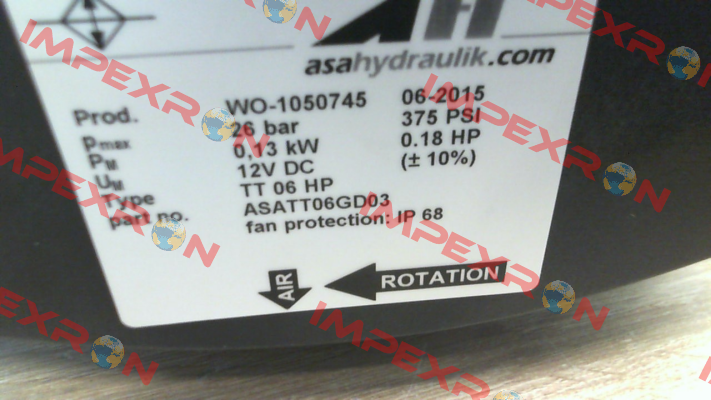 AH
asahydraulik.com
Prod. WO-1050745 06-2015
Pmax 26 bar 375 PSI
PM 0,13 kW 0.18 HP
UM 12V DC (± 10%)
Type TT 06 HP
part no. ASATT06GD03
fan protection: IP 68
AIR
ROTATION
IMPEXRON
IMPEXRON
IMPEXRON
IMPEXRON
IMPEXRON